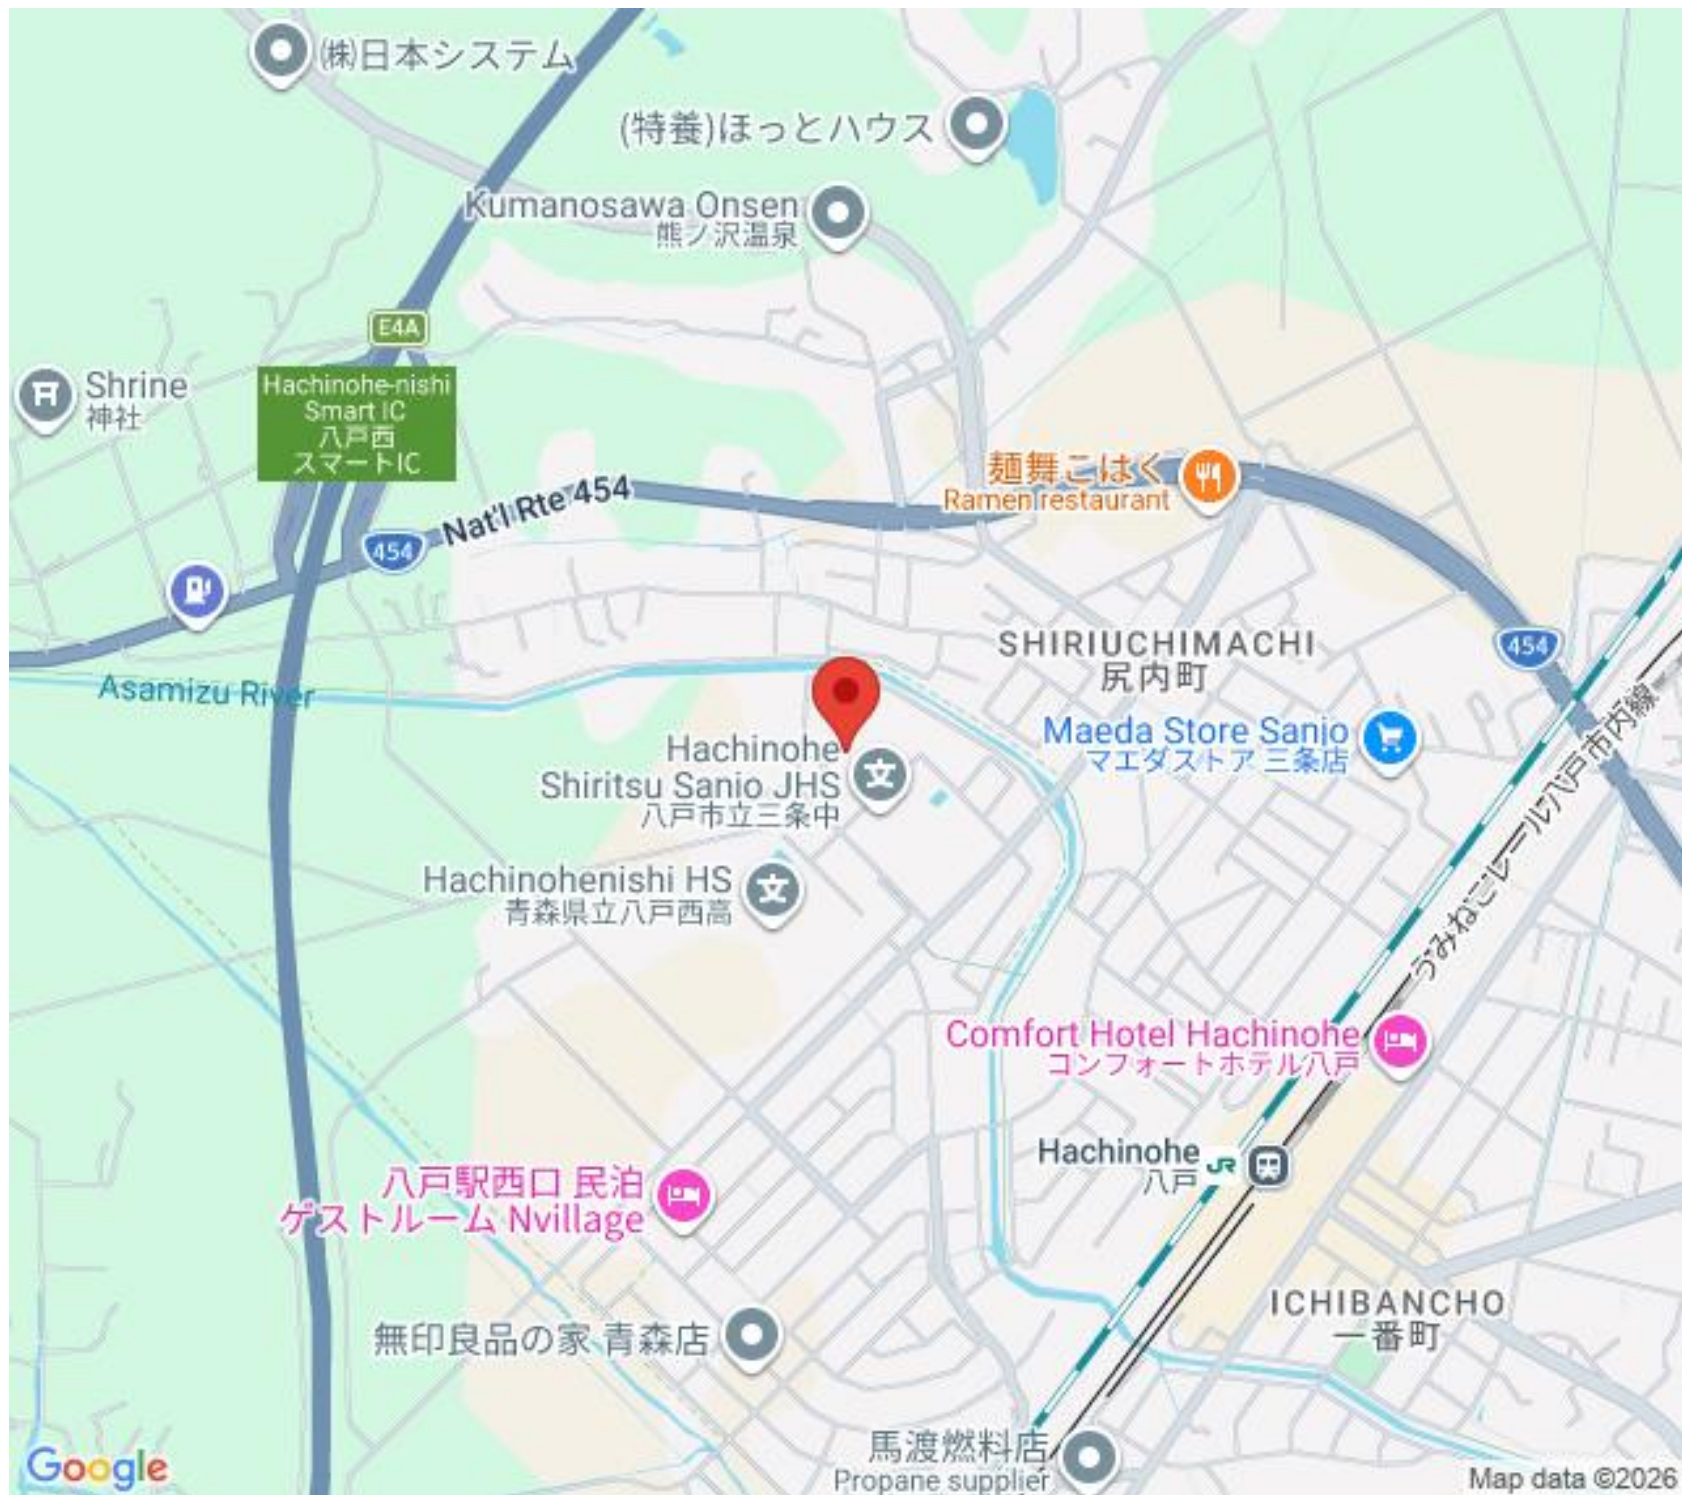 ㈱日本システム
(特養)ほっとハウス
Kumanosawa Onsen
熊ノ沢温泉
E4A
Shrine
神社
Hachinohe-nishi
Smart IC
八戸西
スマートIC
麺舞こはく
Ramen restaurant
Nat'l Rte 454
454
SHIRIUCHIMACHI
尻内町
454
Asamizu River
Maeda Store Sanjo
マエダストア 三条店
Hachinohe
Shiritsu Sanjo JHS
八戸市立三条中
文
うみねこレール八戸市内線
Hachinohenishi HS
青森県立八戸西高
文
Comfort Hotel Hachinohe
コンフォートホテル八戸
Hachinohe
八戸
JR
八戸駅西口 民泊
ゲストルーム Nvillage
ICHIBANCHO
一番町
無印良品の家 青森店
馬渡燃料店
Propane supplier
Google
Map data ©2026